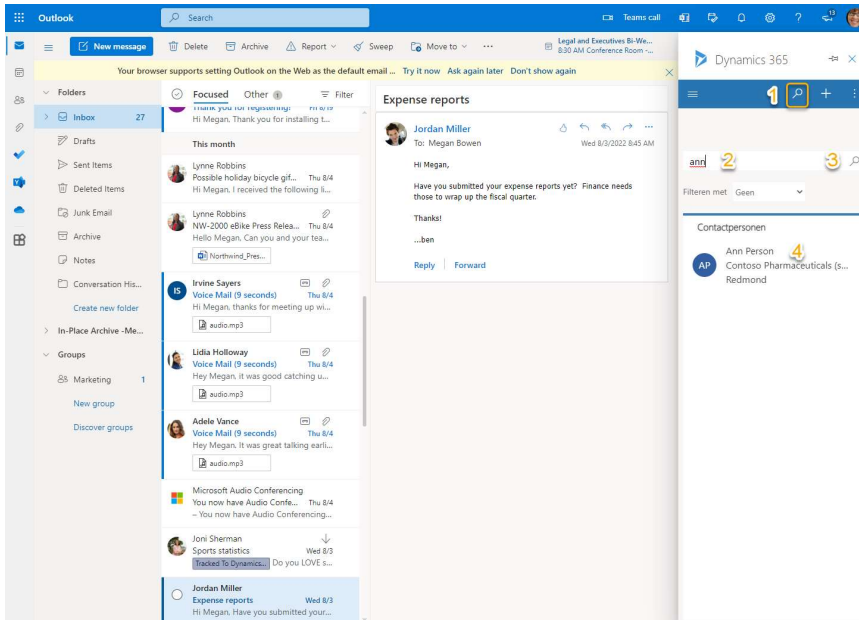 Outlook
Search
Teams call
13
New message
Delete
Archive
Report
Sweep
Move to
Legal and Executives Bi-We...
8:30 AM Conference Room -...
Your browser supports setting Outlook on the Web as the default email ... Try it now Ask again later Don't show again
Folders
Inbox 27
Drafts
Sent Items
Deleted Items
Junk Email
Archive
Notes
Conversation His...
Create new folder
In-Place Archive -Me...
Groups
Marketing 1
New group
Discover groups
Focused Other 1 Filter
Thank you for registering! Fri 8/19
Hi Megan, Thank you for installing t...
This month
Lynne Robbins
Possible holiday bicycle gif... Thu 8/4
Hi Megan, I received the following li...
Lynne Robbins
NW-2000 eBike Press Relea... Thu 8/4
Hello Megan, Can you and your tea...
Northwind_Pres...
IS
Irvine Sayers
Voice Mail (9 seconds) Thu 8/4
Hi Megan, thanks for meeting up wi...
audio.mp3
Lidia Holloway
Voice Mail (9 seconds) Thu 8/4
Hey Megan, it was good catching u...
audio.mp3
Adele Vance
Voice Mail (9 seconds) Thu 8/4
Hey Megan. It was great talking earli...
audio.mp3
Microsoft Audio Conferencing
You now have Audio Confe... Thu 8/4
– You now have Audio Conferencing...
Joni Sherman
Sports statistics Wed 8/3
Tracked To Dynamics... Do you LOVE s...
Jordan Miller
Expense reports Wed 8/3
Hi Megan, Have you submitted your...
Expense reports
Jordan Miller
To: Megan Bowen Wed 8/3/2022 8:45 AM
Hi Megan,
Have you submitted your expense reports yet? Finance needs
those to wrap up the fiscal quarter.
Thanks!
...ben
Reply Forward
Dynamics 365
1
ann 2 3
Filteren met Geen
Contactpersonen
AP
Ann Person 4
Contoso Pharmaceuticals (s...
Redmond